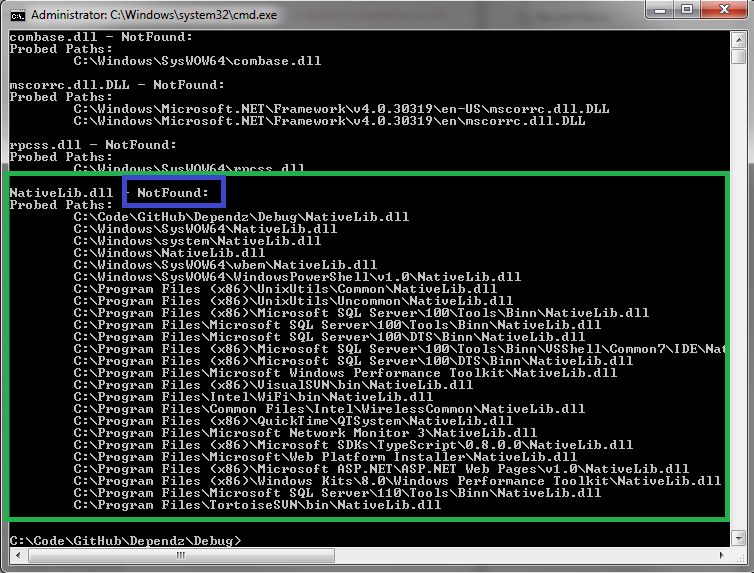 Administrator: C:\Windows\system32\cmd.exe
combase.dll - NotFound:
Probed Paths:
C:\Windows\SysWOW64\combase.dll
mscorrc.dll.DLL - NotFound:
Probed Paths:
C:\Windows\Microsoft.NET\Framework\v4.0.30319\en-US\mscorrc.dll.DLL
C:\Windows\Microsoft.NET\Framework\v4.0.30319\en\mscorrc.dll.DLL
rpcss.dll - NotFound:
Probed Paths:
C:\Windows\SysWOW64\rpcss.dll
NativeLib.dll - NotFound:
Probed Paths:
C:\Code\GitHub\Dependz\Debug\NativeLib.dll
C:\Windows\SysWOW64\NativeLib.dll
C:\Windows\system\NativeLib.dll
C:\Windows\NativeLib.dll
C:\Windows\SysWOW64\wbem\NativeLib.dll
C:\Windows\SysWOW64\WindowsPowerShell\v1.0\NativeLib.dll
C:\Program Files (x86)\UnixUtils\Common\NativeLib.dll
C:\Program Files (x86)\UnixUtils\Uncommon\NativeLib.dll
C:\Program Files (x86)\Microsoft SQL Server\100\Tools\Binn\NativeLib.dll
C:\Program Files\Microsoft SQL Server\100\Tools\Binn\NativeLib.dll
C:\Program Files\Microsoft SQL Server\100\DTS\Binn\NativeLib.dll
C:\Program Files (x86)\Microsoft SQL Server\100\Tools\Binn\VSShell\Common7\IDE\Nat
C:\Program Files (x86)\Microsoft SQL Server\100\DTS\Binn\NativeLib.dll
C:\Program Files\Microsoft Windows Performance Toolkit\NativeLib.dll
C:\Program Files (x86)\VisualSVN\bin\NativeLib.dll
C:\Program Files\Intel\WiFi\bin\NativeLib.dll
C:\Program Files\Common Files\Intel\WirelessCommon\NativeLib.dll
C:\Program Files (x86)\QuickTime\QTSystem\NativeLib.dll
C:\Program Files\Microsoft Network Monitor 3\NativeLib.dll
C:\Program Files (x86)\Microsoft SDKs\TypeScript\0.8.0.0\NativeLib.dll
C:\Program Files\Microsoft\Web Platform Installer\NativeLib.dll
C:\Program Files (x86)\Microsoft ASP.NET\ASP.NET Web Pages\v1.0\NativeLib.dll
C:\Program Files (x86)\Windows Kits\8.0\Windows Performance Toolkit\NativeLib.dll
C:\Program Files\Microsoft SQL Server\110\Tools\Binn\NativeLib.dll
C:\Program Files\TortoiseSVN\bin\NativeLib.dll
C:\Code\GitHub\Dependz\Debug>